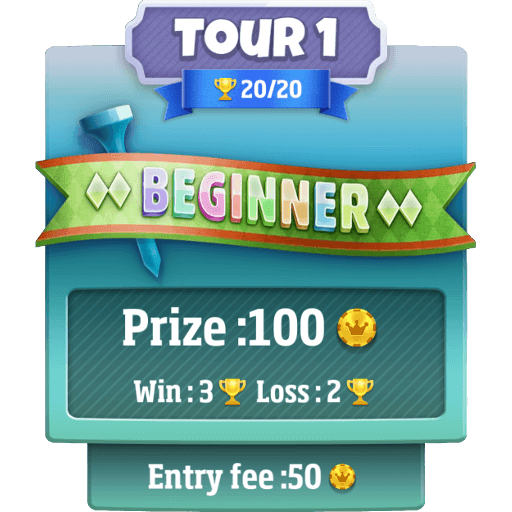 TOUR 1
20/20
BEGINNER
Prize :100
Win : 3 Loss : 2
Entry fee :50